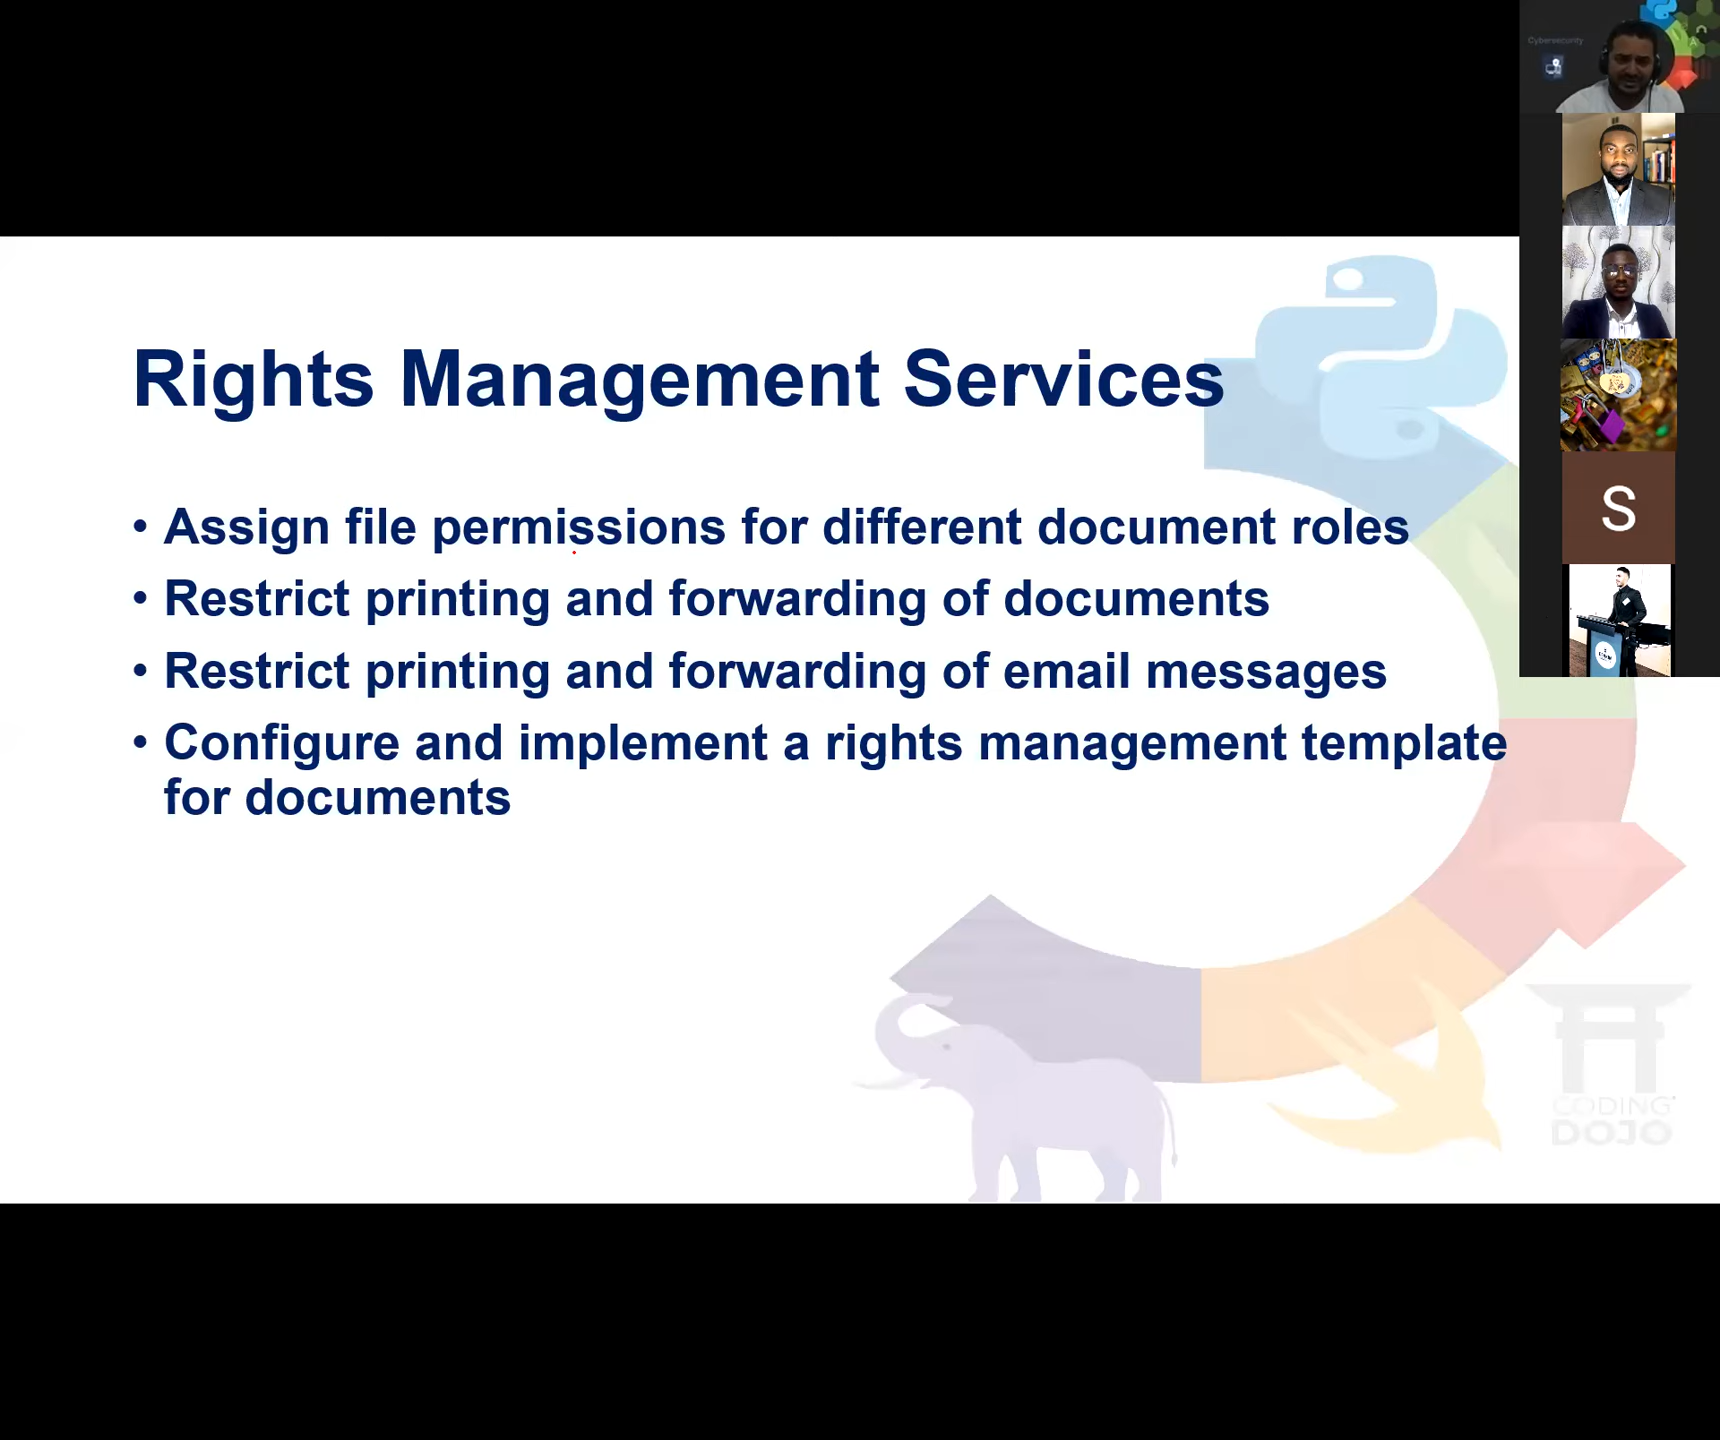 Cybersecurity
Rights Management Services
• Assign file permissions for different document roles
• Restrict printing and forwarding of documents
• Restrict printing and forwarding of email messages
• Configure and implement a rights management template
for documents
S
CODING
DOJO